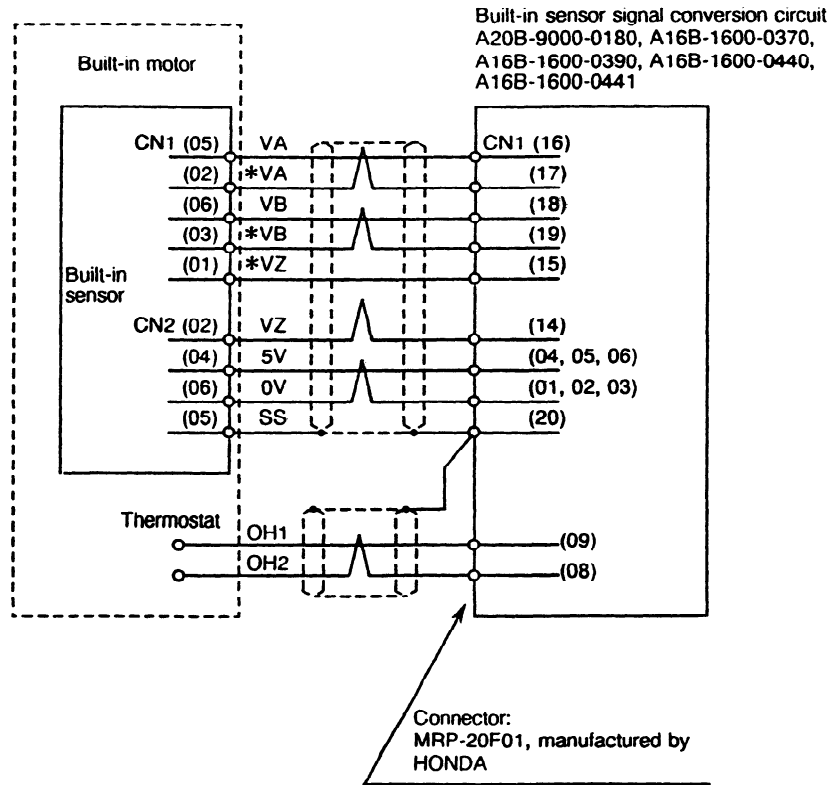 Built-in sensor signal conversion circuit
A20B-9000-0180, A16B-1600-0370,
A16B-1600-0390, A16B-1600-0440,
A16B-1600-0441
Built-in motor
CN1 (05) VA CN1 (16)
(02) *VA (17)
(06) VB (18)
(03) *VB (19)
(01) *VZ (15)
Built-in
sensor
CN2 (02) VZ (14)
(04) 5V (04, 05, 06)
(06) 0V (01, 02, 03)
(05) SS (20)
Thermostat
OH1 (09)
OH2 (08)
Connector:
MRP-20F01, manufactured by
HONDA